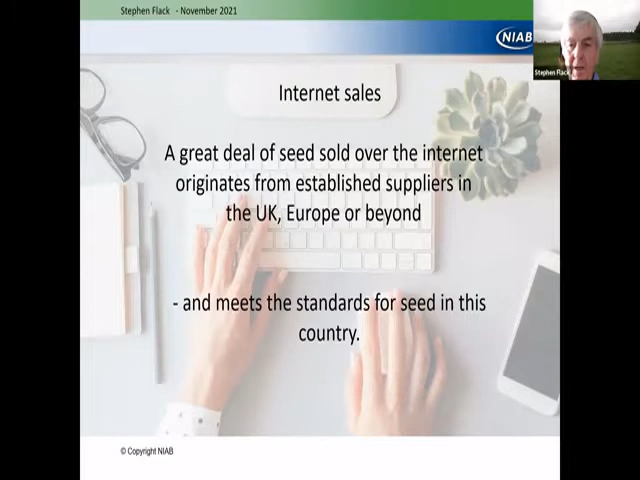 Stephen Flack - November 2021
NIAB
Stephen Flack
Internet sales
A great deal of seed sold over the internet
originates from established suppliers in
the UK, Europe or beyond
- and meets the standards for seed in this
country.
© Copyright NIAB